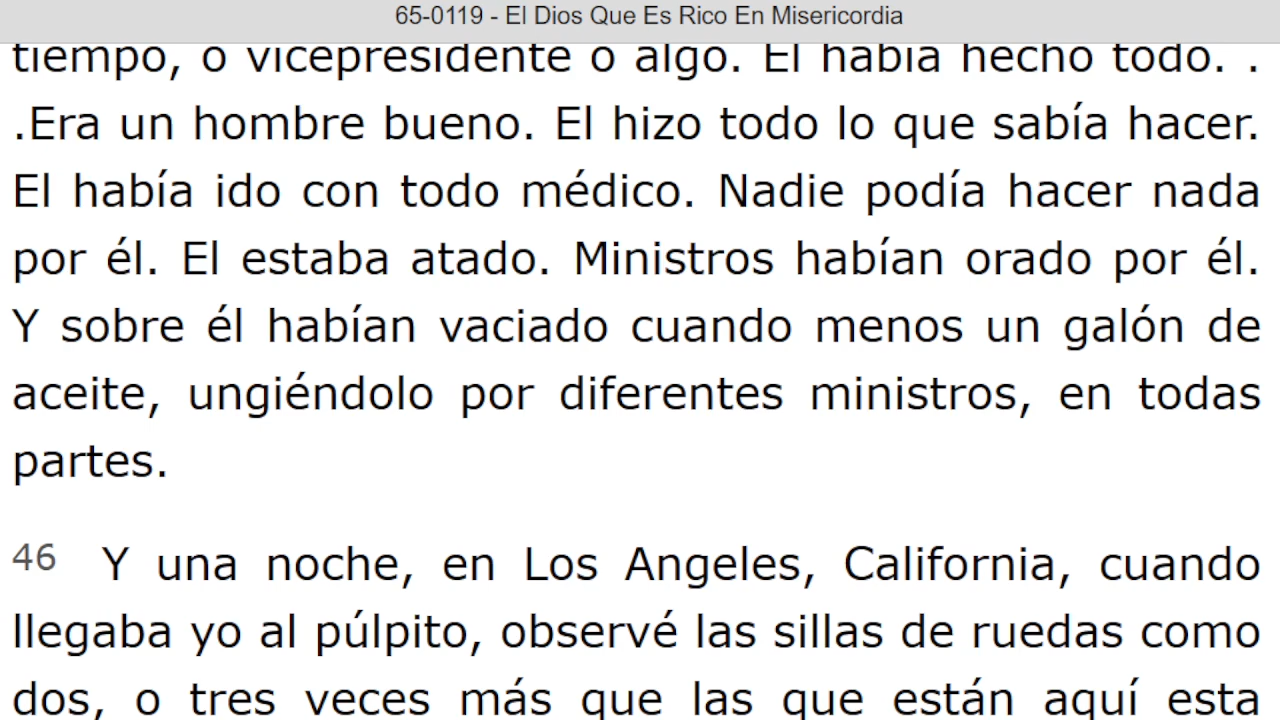 65-0119 - El Dios Que Es Rico En Misericordia
tiempo, o vicepresidente o algo. El había hecho todo. .
.Era un hombre bueno. El hizo todo lo que sabía hacer.
El había ido con todo médico. Nadie podía hacer nada
por él. El estaba atado. Ministros habían orado por él.
Y sobre él habían vaciado cuando menos un galón de
aceite, ungiéndolo por diferentes ministros, en todas
partes.
46 Y una noche, en Los Angeles, California, cuando
llegaba yo al púlpito, observé las sillas de ruedas como
dos, o tres veces más que las que están aquí esta